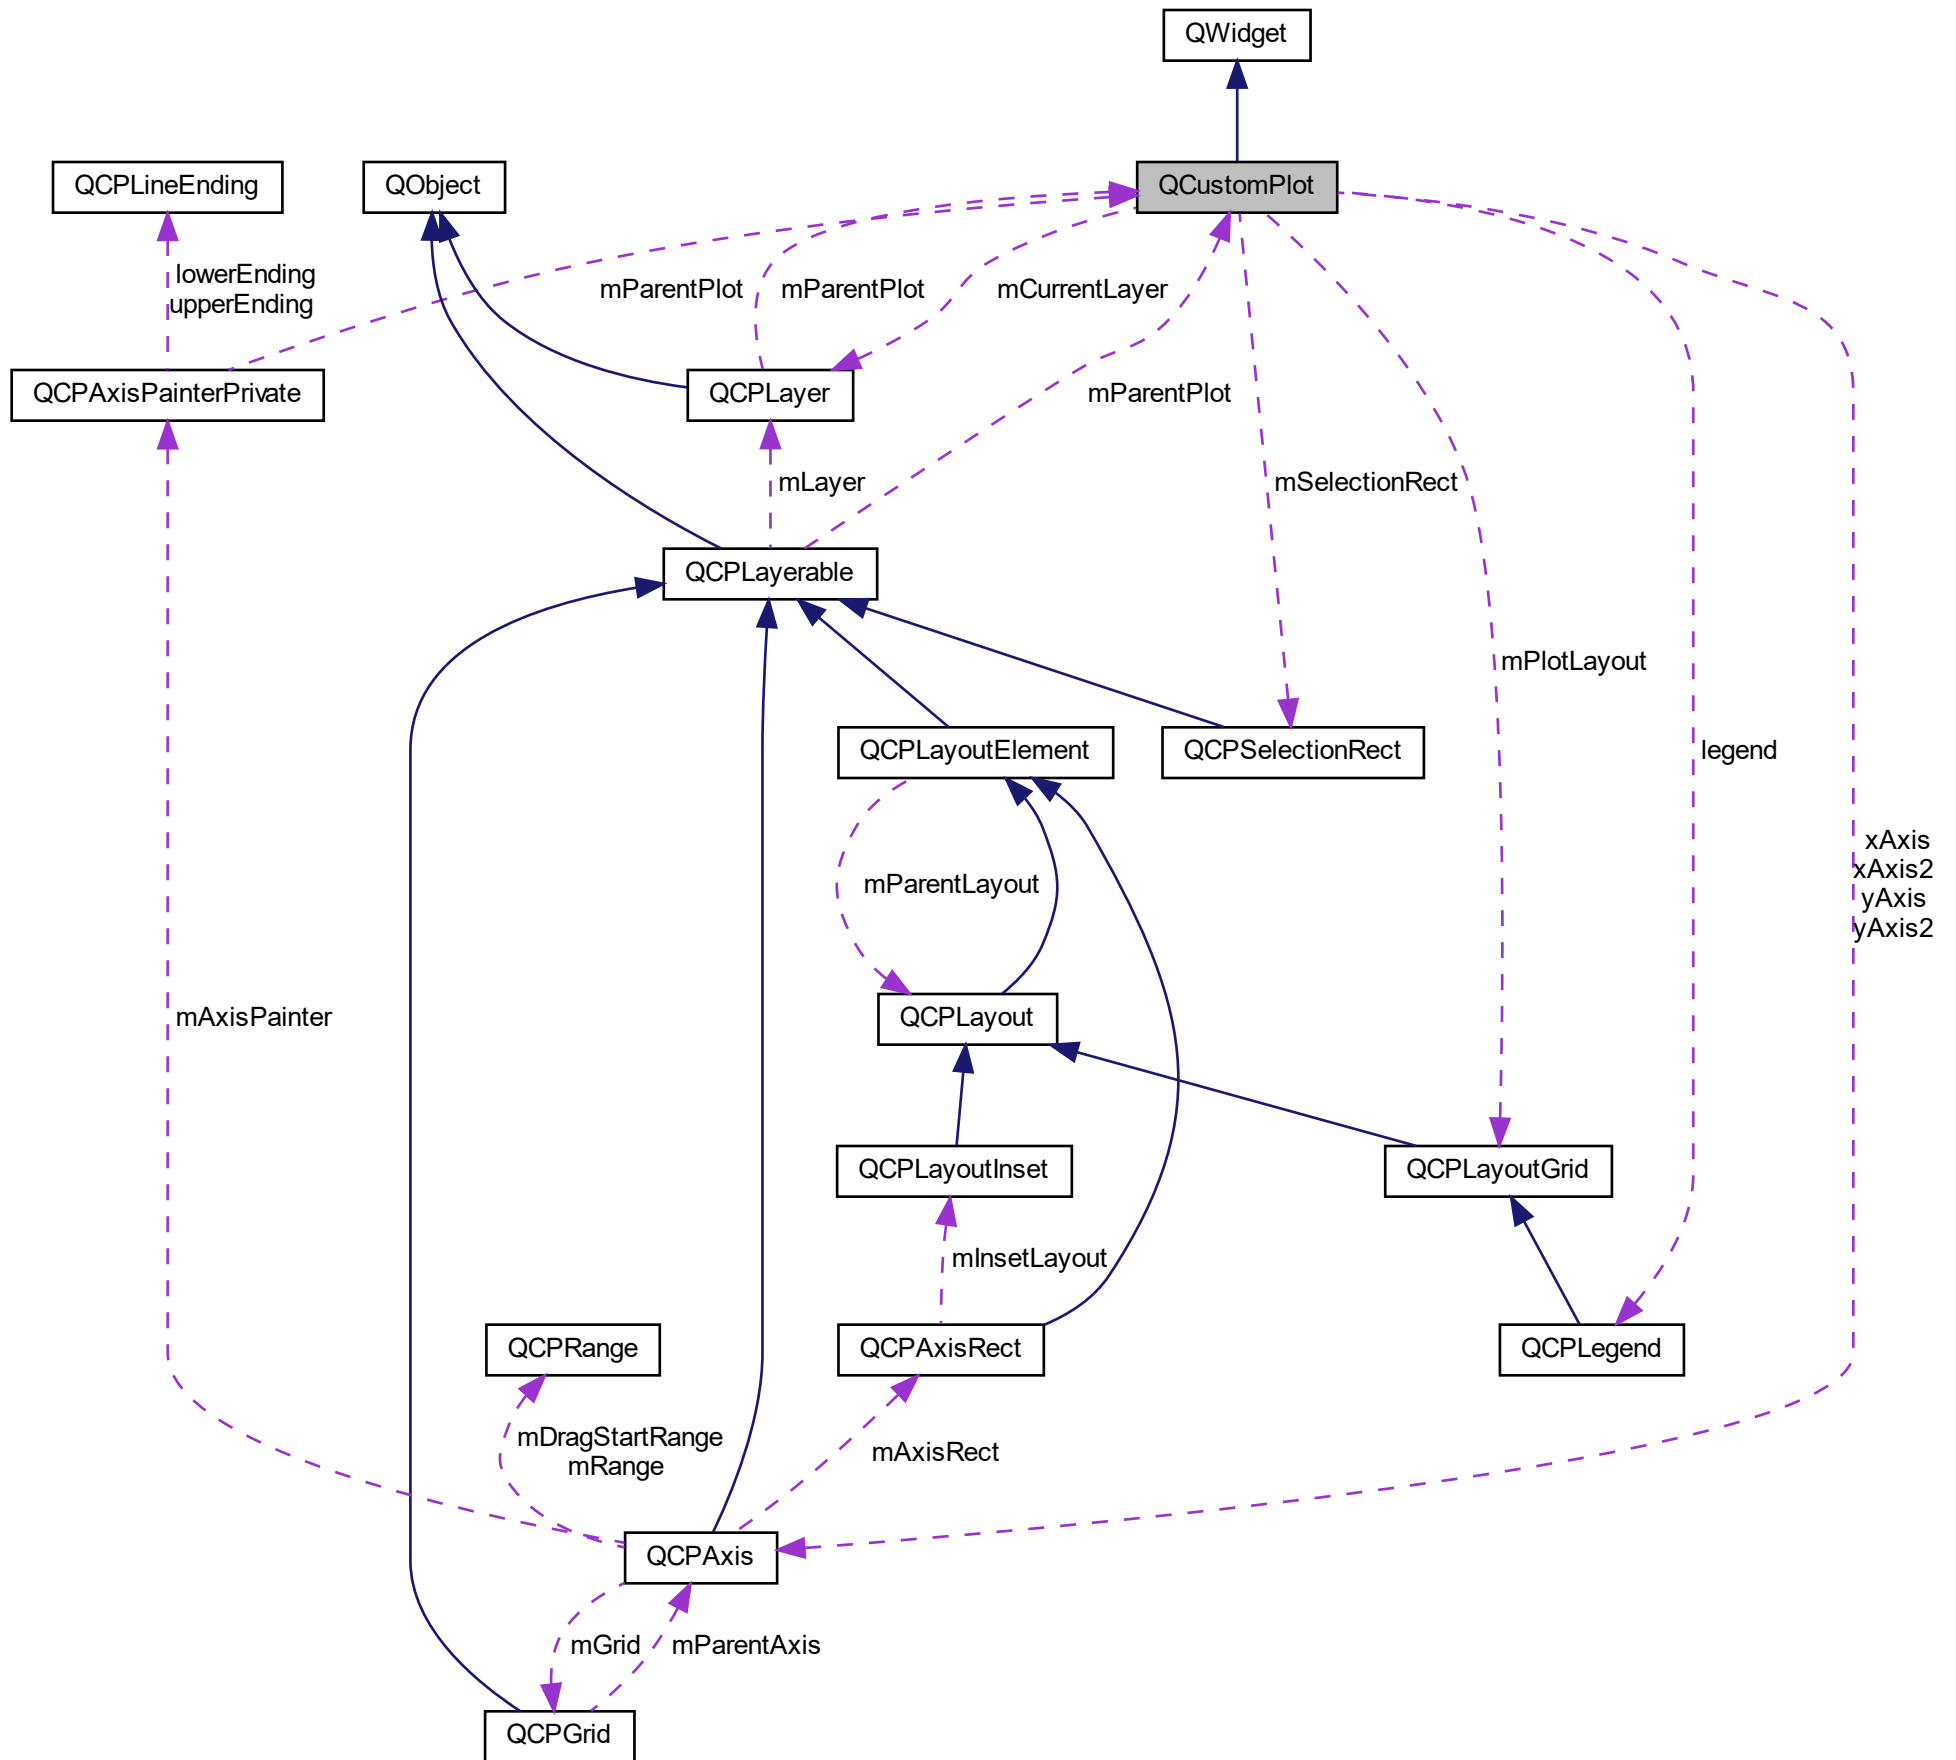 QWidget
QCPLineEnding
QObject
QCustomPlot
lowerEnding
upperEnding
mParentPlot
mParentPlot
mCurrentLayer
QCPAxisPainterPrivate
QCPLayer
mParentPlot
mLayer
mSelectionRect
QCPLayerable
mPlotLayout
QCPLayoutElement
QCPSelectionRect
legend
xAxis
xAxis2
yAxis
yAxis2
mParentLayout
mAxisPainter
QCPLayout
QCPLayoutInset
QCPLayoutGrid
mInsetLayout
QCPRange
QCPAxisRect
QCPLegend
mDragStartRange
mRange
mAxisRect
QCPAxis
mGrid
mParentAxis
QCPGrid